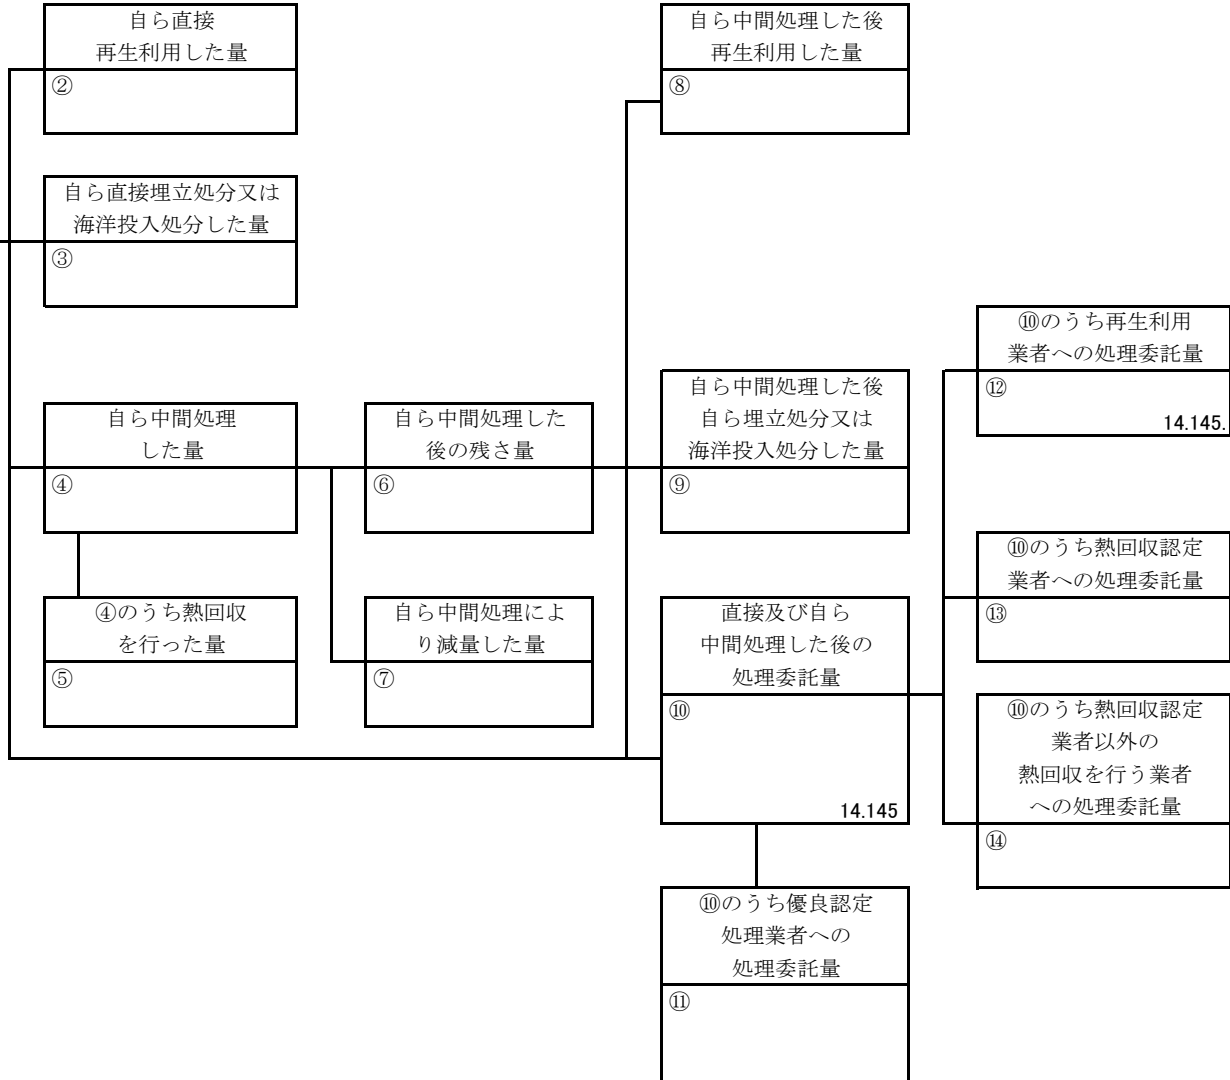 自ら直接
再生利用した量
②
自ら中間処理した後
再生利用した量
⑧
自ら直接埋立処分又は
海洋投入処分した量
③
⑩のうち再生利用
業者への処理委託量
⑫
14.145.
自ら中間処理
した量
④
自ら中間処理した
後の残さ量
⑥
自ら中間処理した後
自ら埋立処分又は
海洋投入処分した量
⑨
⑩のうち熱回収認定
業者への処理委託量
⑬
④のうち熱回収
を行った量
⑤
自ら中間処理によ
り減量した量
⑦
直接及び自ら
中間処理した後の
処理委託量
⑩
14.145
⑩のうち熱回収認定
業者以外の
熱回収を行う業者
への処理委託量
⑭
⑩のうち優良認定
処理業者への
処理委託量
⑪